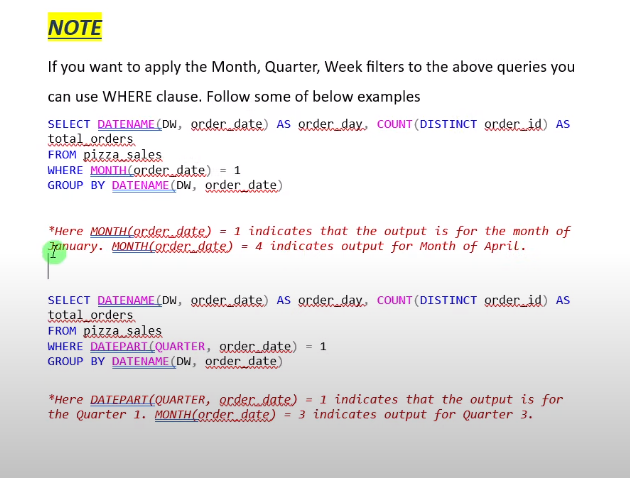 NOTE
If you want to apply the Month, Quarter, Week filters to the above queries you
can use WHERE clause. Follow some of below examples
SELECT DATENAME(DW, order_date) AS order_day, COUNT(DISTINCT order_id) AS
total_orders
FROM pizza_sales
WHERE MONTH(order_date) = 1
GROUP BY DATENAME(DW, order_date)
*Here MONTH(order_date) = 1 indicates that the output is for the month of
January. MONTH(order_date) = 4 indicates output for Month of April.
SELECT DATENAME(DW, order_date) AS order_day, COUNT(DISTINCT order_id) AS
total_orders
FROM pizza_sales
WHERE DATEPART(QUARTER, order_date) = 1
GROUP BY DATENAME(DW, order_date)
*Here DATEPART(QUARTER, order_date) = 1 indicates that the output is for
the Quarter 1. MONTH(order_date) = 3 indicates output for Quarter 3.